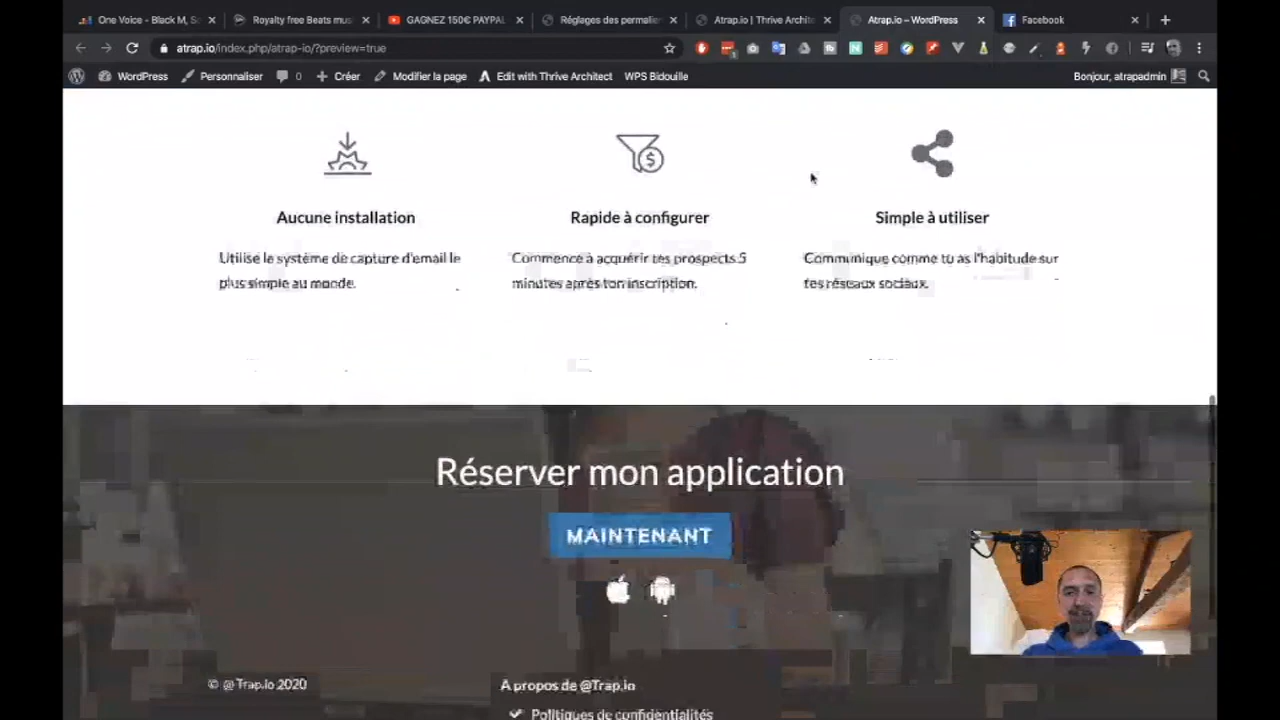 One Voice - Black M, S
Royalty free Beats mus
GAGNEZ 150€ PAYPAL
Réglages des permalien
Atrap.io | Thrive Archite
Atrap.io – WordPress
Facebook
atrap.io/index.php/atrap-io/?preview=true
WordPress
Personnaliser
0
Créer
Modifier la page
Edit with Thrive Architect
WPS Bidouille
Bonjour, atrapadmin
Aucune installation
Rapide à configurer
Simple à utiliser
Utilise le système de capture d'email le
plus simple au monde.
Commence à acquérir tes prospects 5
minutes après ton inscription.
Communique comme tu as l'habitude sur
tes réseaux sociaux.
Réserver mon application
MAINTENANT
© @Trap.io 2020
A propos de @Trap.io
Politiques de confidentialités